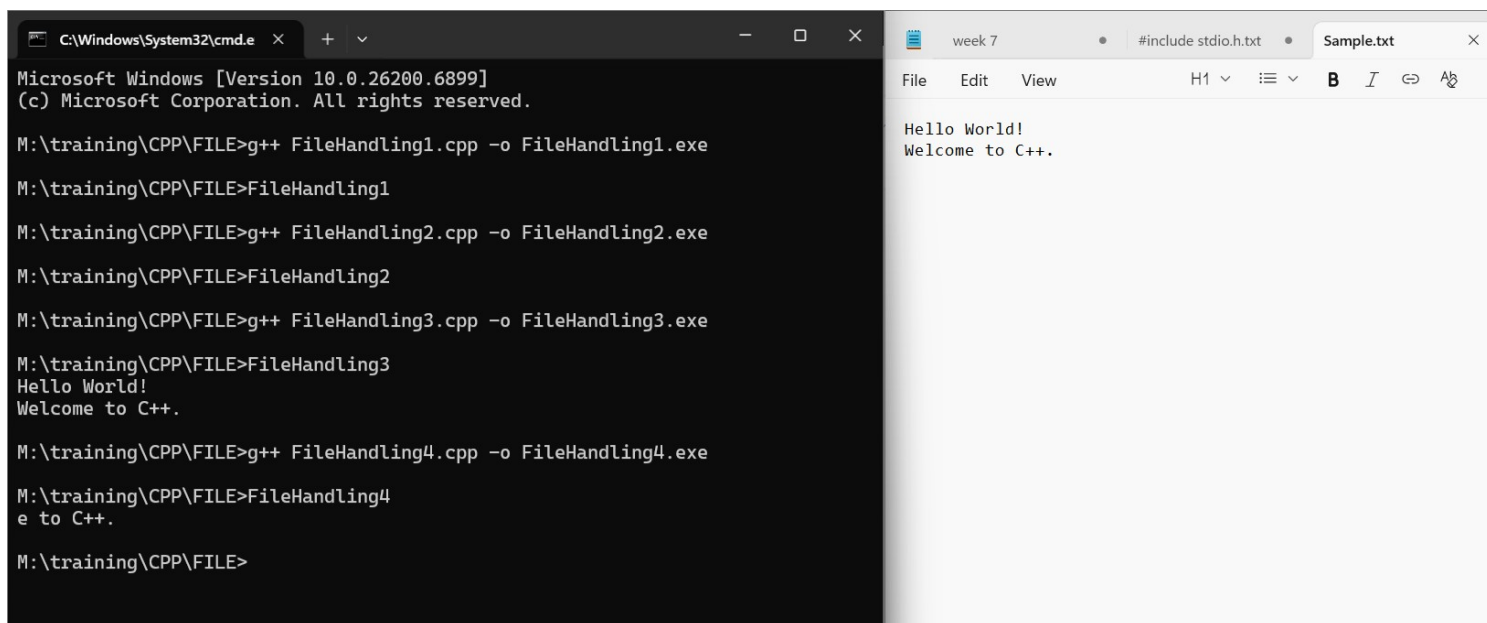 C:\Windows\System32\cmd.e
Microsoft Windows [Version 10.0.26200.6899]
(c) Microsoft Corporation. All rights reserved.
M:\training\CPP\FILE>g++ FileHandling1.cpp -o FileHandling1.exe
M:\training\CPP\FILE>FileHandling1
M:\training\CPP\FILE>g++ FileHandling2.cpp -o FileHandling2.exe
M:\training\CPP\FILE>FileHandling2
M:\training\CPP\FILE>g++ FileHandling3.cpp -o FileHandling3.exe
M:\training\CPP\FILE>FileHandling3
Hello World!
Welcome to C++.
M:\training\CPP\FILE>g++ FileHandling4.cpp -o FileHandling4.exe
M:\training\CPP\FILE>FileHandling4
e to C++.
M:\training\CPP\FILE>
week 7 #include stdio.h.txt Sample.txt
File Edit View H1 B I
Hello World!
Welcome to C++.